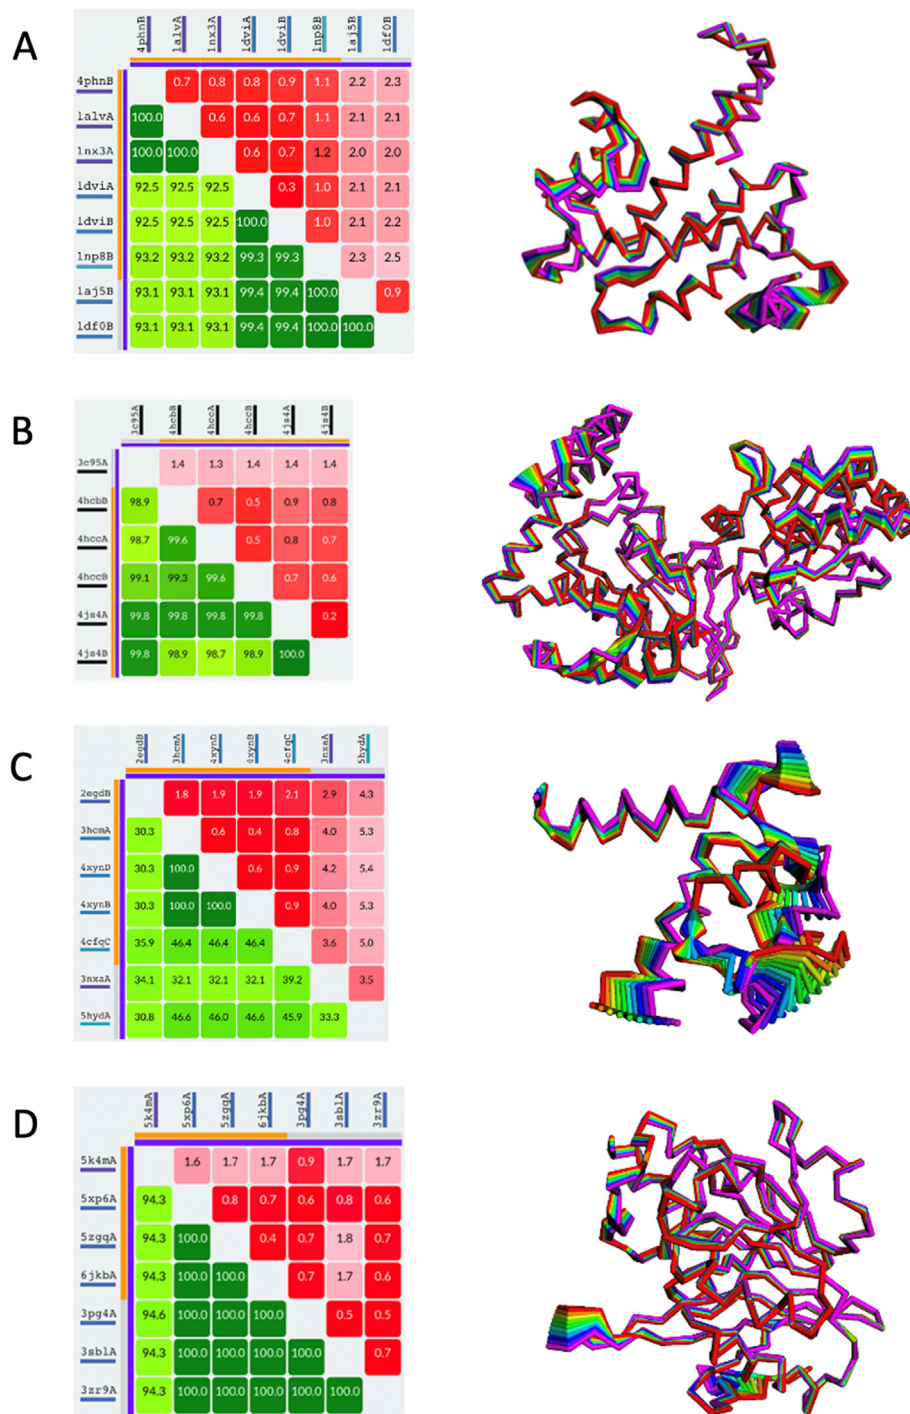 A
4phnB 1alvA 1nx3A 1dviA 1dviB 1np8B 1aj5B 1df0B
4phnB 0.7 0.8 0.8 0.9 1.1 2.2 2.3
1alvA 100.0 0.6 0.6 0.7 1.1 2.1 2.1
1nx3A 100.0 100.0 0.6 0.7 1.2 2.0 2.0
1dviA 92.5 92.5 92.5 0.3 1.0 2.1 2.1
1dviB 92.5 92.5 92.5 100.0 1.0 2.1 2.2
1np8B 93.2 93.2 93.2 99.3 99.3 2.3 2.5
1aj5B 93.1 93.1 93.1 99.4 99.4 100.0 0.9
1df0B 93.1 93.1 93.1 99.4 99.4 100.0 100.0
B
3c95A 4hcbB 4hccA 4hccB 4js4A 4js4B
3c95A 1.4 1.3 1.4 1.4 1.4
4hcbB 98.9 0.7 0.5 0.9 0.8
4hccA 98.7 99.6 0.5 0.8 0.7
4hccB 99.1 99.3 99.6 0.7 0.6
4js4A 99.8 99.8 99.8 99.8 0.2
4js4B 99.8 98.9 98.7 98.9 100.0
C
2egdB 3hcmA 4xynD 4xynB 4cfqC 3nxaA 5hydA
2egdB 1.8 1.9 1.9 2.1 2.9 4.3
3hcmA 30.3 0.6 0.4 0.8 4.0 5.3
4xynD 30.3 100.0 0.6 0.9 4.2 5.4
4xynB 30.3 100.0 100.0 0.9 4.0 5.3
4cfqC 35.9 46.4 46.4 46.4 3.6 5.0
3nxaA 34.1 32.1 32.1 32.1 39.2 3.5
5hydA 30.8 46.6 46.0 46.6 45.9 33.3
D
5k4mA 5xp6A 5zgqA 6jkbA 3pg4A 3sblA 3zr9A
5k4mA 1.6 1.7 1.7 0.9 1.7 1.7
5xp6A 94.3 0.8 0.7 0.6 0.8 0.6
5zgqA 94.3 100.0 0.4 0.7 1.8 0.7
6jkbA 94.3 100.0 100.0 0.7 1.7 0.6
3pg4A 94.6 100.0 100.0 100.0 0.5 0.5
3sblA 94.3 100.0 100.0 100.0 100.0 0.7
3zr9A 94.3 100.0 100.0 100.0 100.0 100.0